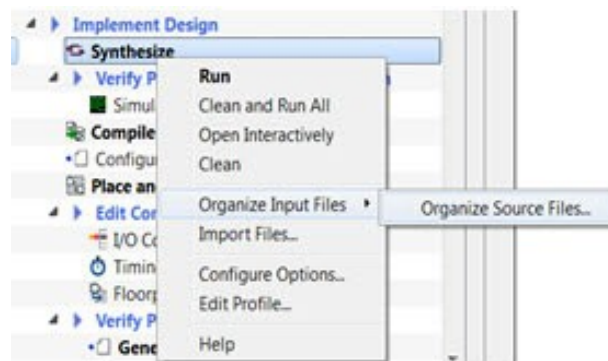 Implement Design
Synthesize
Verify P
Run
Simul
Clean and Run All
Compile
Open Interactively
Configu
Clean
Place an
Organize Input Files
Organize Source Files...
Edit Cor
Import Files...
I/O Co
Timin
Configure Options...
Floorp
Edit Profile...
Verify P
Gene
Help